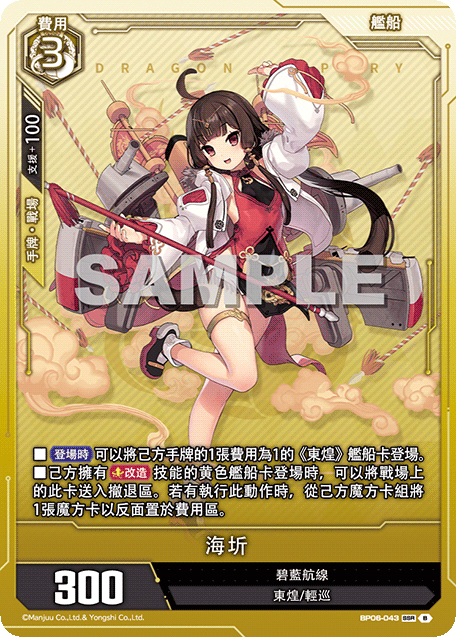 費用
3
艦船
DRAGON EMPERY
支援+100
手牌・戰場
SAMPLE
■ 登場時 可以將己方手牌的1張費用為1的《東煌》艦船卡登場。
■己方擁有 改造 技能的黃色艦船卡登場時，可以將戰場上
的此卡送入撤退區。若有執行此動作時，從己方魔方卡組將
1張魔方卡以反面置於費用區。
海圻
300
碧藍航線
東煌/輕巡
©Manjuu Co.,Ltd.& Yongshi Co.,Ltd.
BP06-043 SSR B